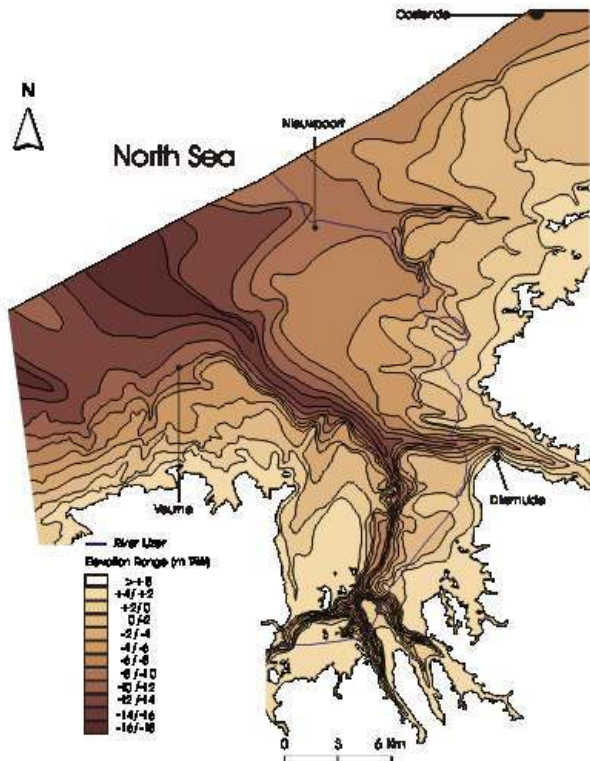 Oostende
N
Nieuwpoort
North Sea
Diksmuide
Veurne
River IJzer
Elevation Range (m TAW)
+4/+2
+2/0
0/-2
-2/-4
-4/-6
-6/-8
-8/-10
-10/-12
-12/-14
-14/-16
-16/-18
0 3 6 Km